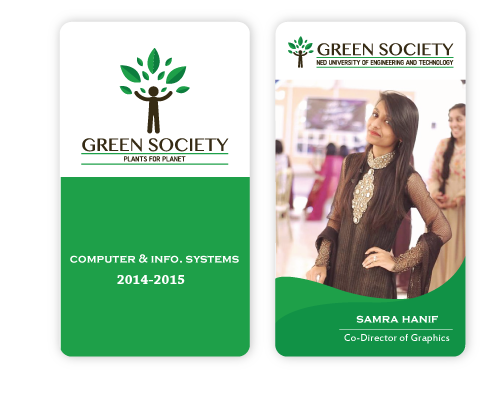 GREEN SOCIETY
PLANTS FOR PLANET
COMPUTER & INFO. SYSTEMS
2014-2015
GREEN SOCIETY
NED UNIVERSITY OF ENGINEERING AND TECHNOLOGY
SAMRA HANIF
Co-Director of Graphics